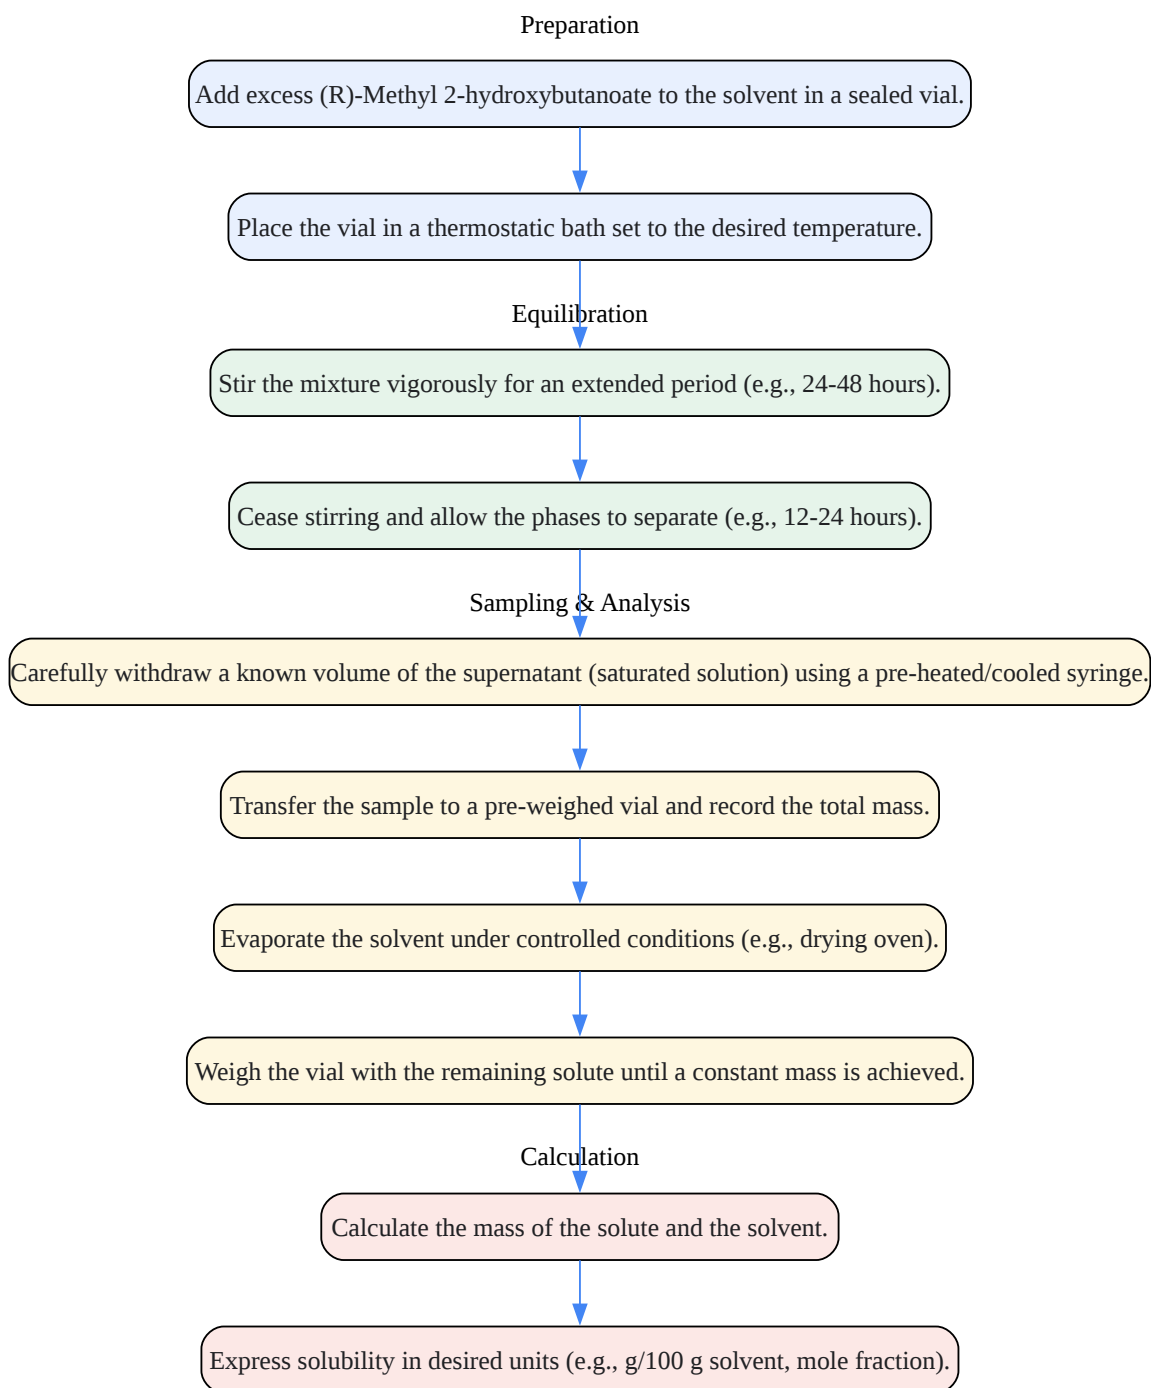 Preparation
Add excess (R)-Methyl 2-hydroxybutanoate to the solvent in a sealed vial.
Place the vial in a thermostatic bath set to the desired temperature.
Equilibration
Stir the mixture vigorously for an extended period (e.g., 24-48 hours).
Cease stirring and allow the phases to separate (e.g., 12-24 hours).
Sampling & Analysis
Carefully withdraw a known volume of the supernatant (saturated solution) using a pre-heated/cooled syringe.
Transfer the sample to a pre-weighed vial and record the total mass.
Evaporate the solvent under controlled conditions (e.g., drying oven).
Weigh the vial with the remaining solute until a constant mass is achieved.
Calculation
Calculate the mass of the solute and the solvent.
Express solubility in desired units (e.g., g/100 g solvent, mole fraction).